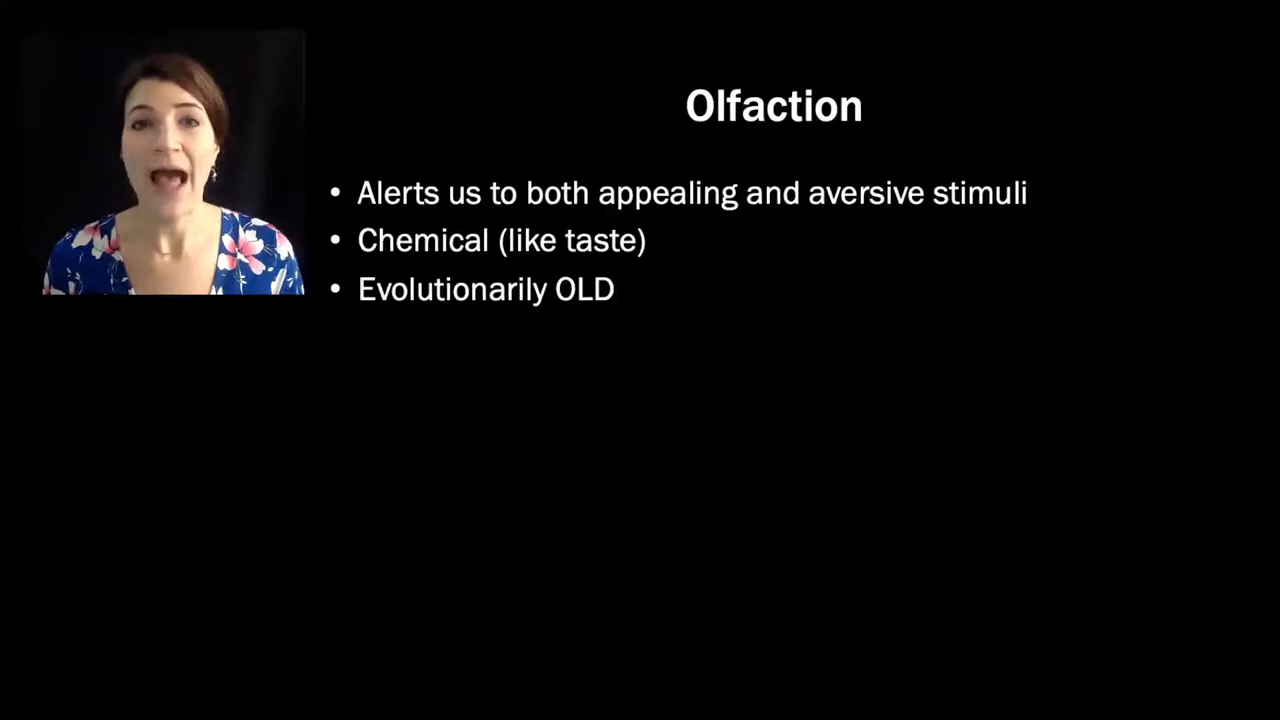 Olfaction
• Alerts us to both appealing and aversive stimuli
• Chemical (like taste)
• Evolutionarily OLD